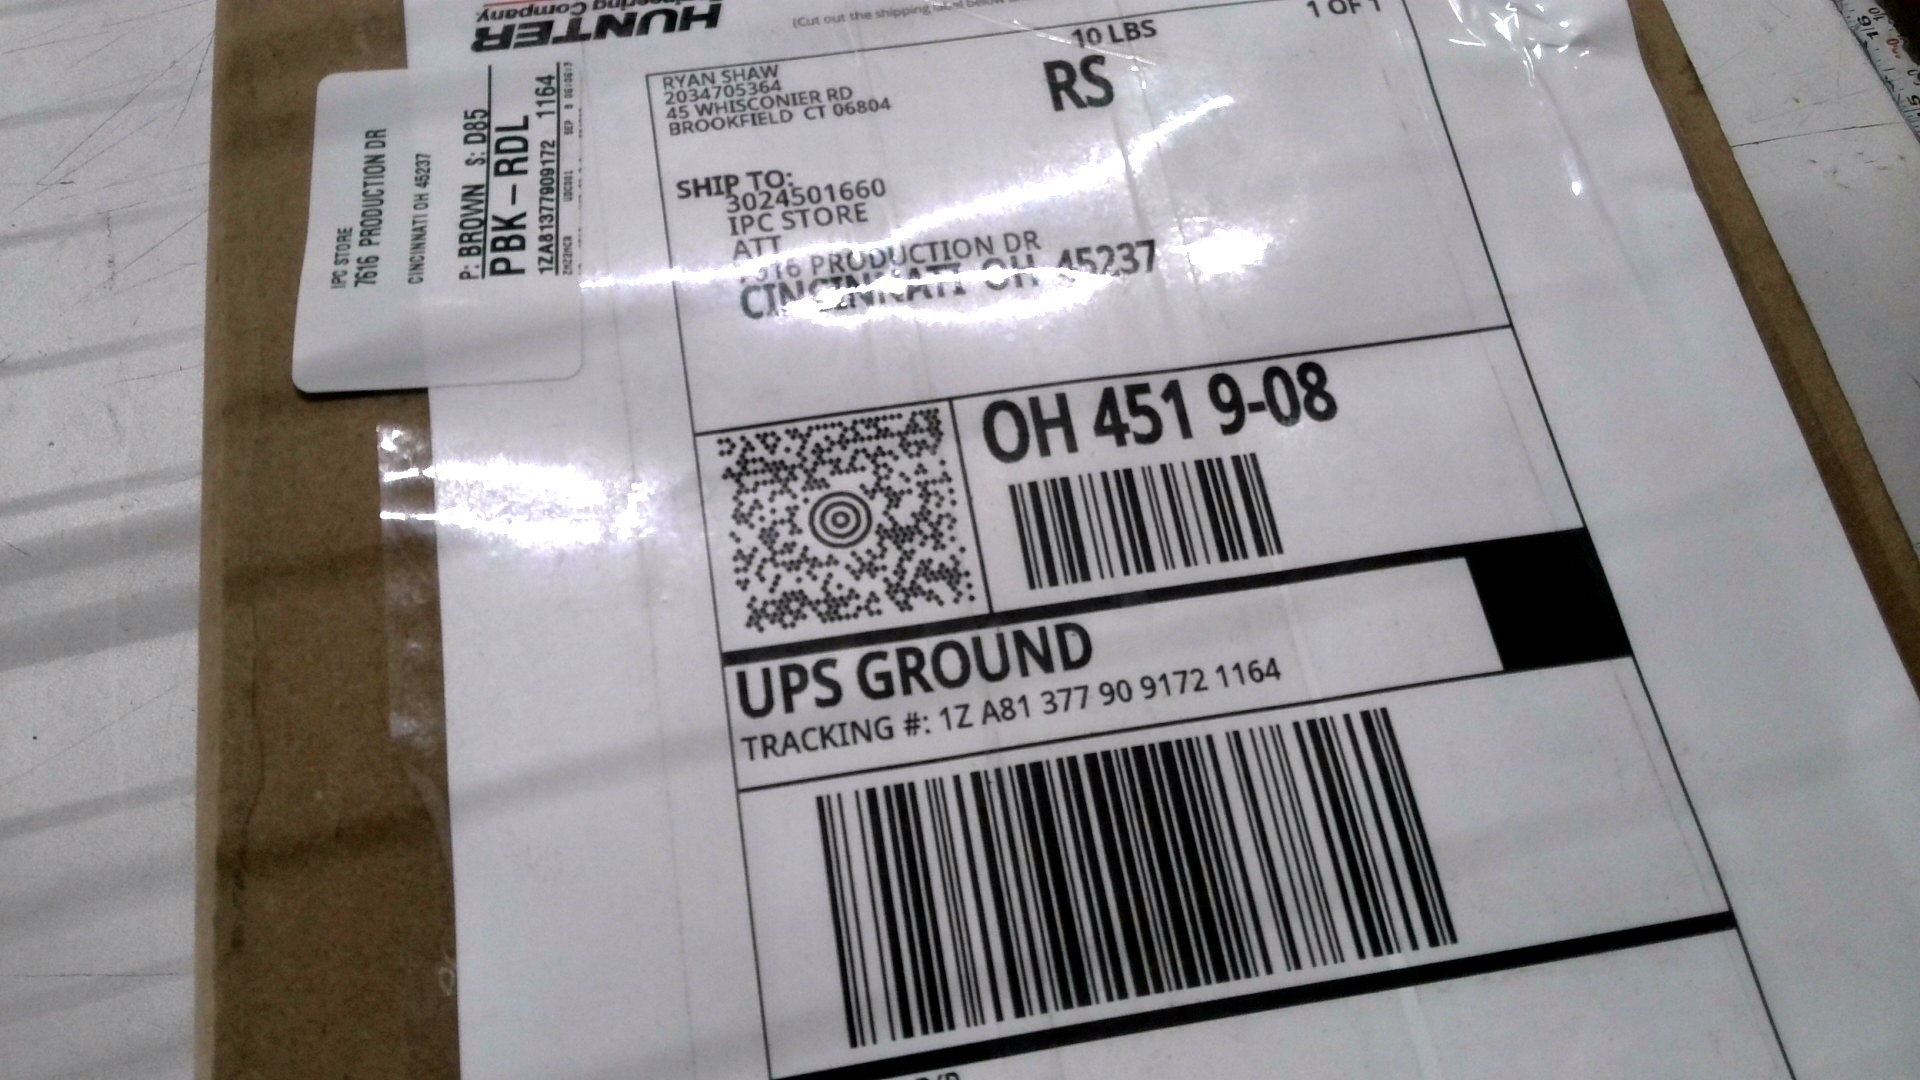 HUNTER
Engineering Company.
(Cut out the shipping label below
10 LBS
1 OF 1
RS
RYAN SHAW
2034705364
45 WHISCONIER RD
BROOKFIELD CT 06804
SHIP TO:
3024501660
IPC STORE
ATT
7616 PRODUCTION DR
CINCINNATI OH 45237
OH 451 9-08
UPS GROUND
TRACKING #: 1Z A81 377 90 9172 1164
IPC STORE
7616 PRODUCTION DR
CINCINNATI OH 45237
P: BROWN S: D85
PBK-RDL
1ZA81377909172 1164